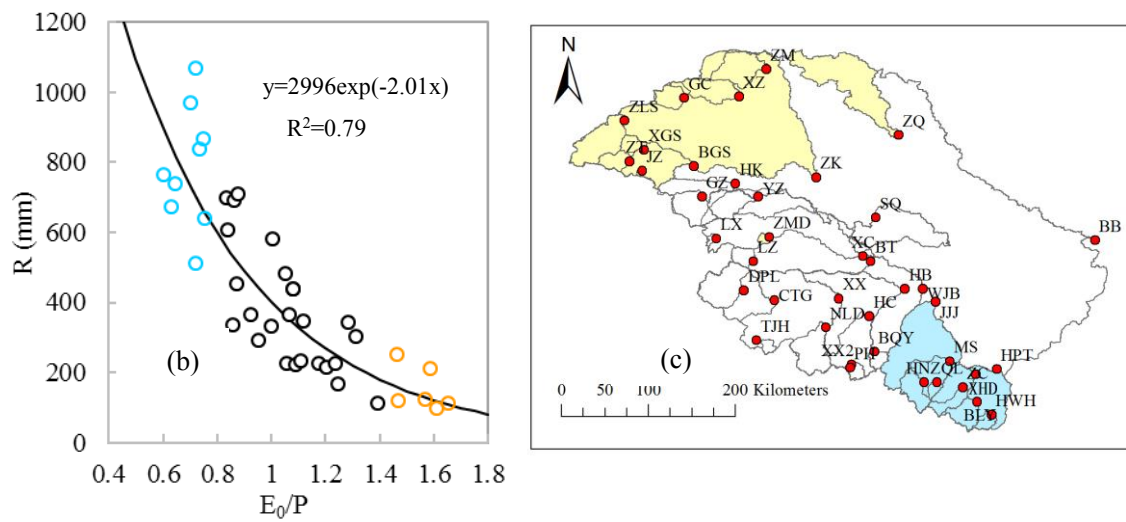 1200
1000
800
600
400
200
0
R (mm)
y=2996exp(-2.01x)
R²=0.79
(b)
0.4 0.6 0.8 1 1.2 1.4 1.6 1.8
E₀/P
N
ZM
GC
XZ
ZLS
ZQ
XGS
JZ
BGS
ZK
HK
GZ
YZ
SQ
LX
ZMD
BB
LZ
XC
BT
DPL
HB
CTG
XX
WJB
HC
JJJ
NLD
TJH
BQY
XX2
PH
(c)
MS
HPT
HNZ
QL
ZC
XHD
HWH
BLY
0 50 100 200 Kilometers